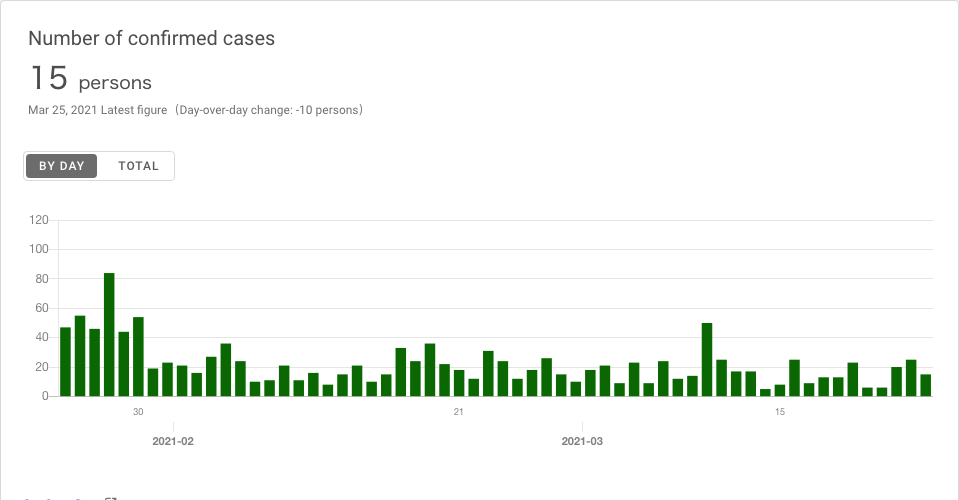 Number of confirmed cases
15 persons
Mar 25, 2021 Latest figure（Day-over-day change: -10 persons）
BY DAY TOTAL
120
100
80
60
40
20
0
30 21 15
2021-02 2021-03